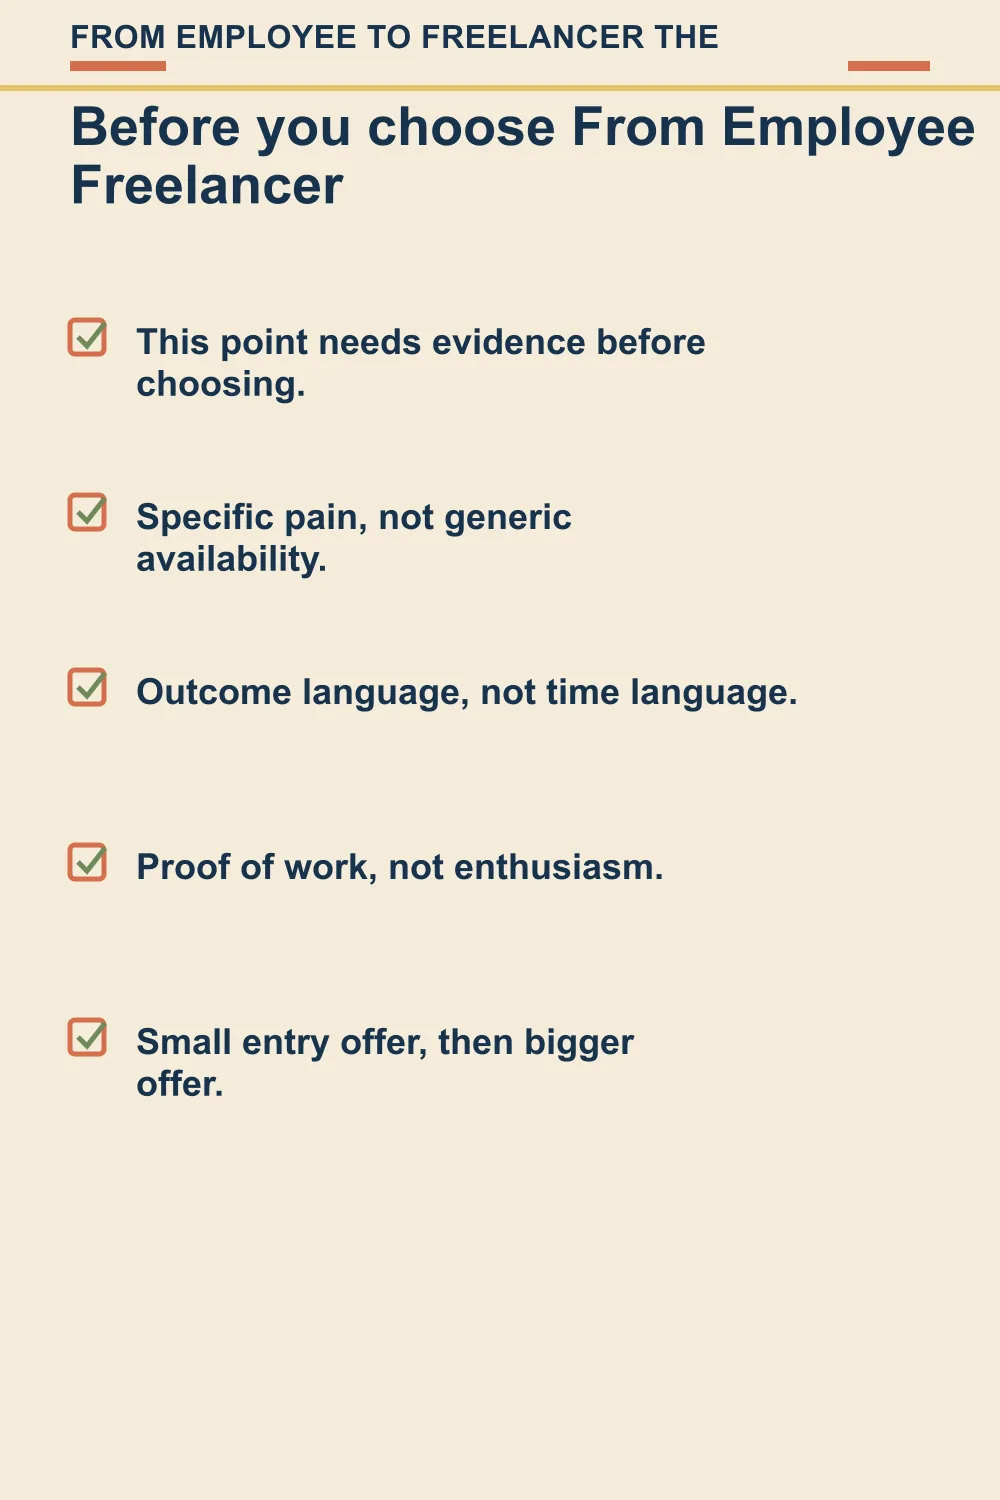 FROM EMPLOYEE TO FREELANCER THE
Before you choose From Employee
Freelancer
This point needs evidence before
choosing.
Specific pain, not generic
availability.
Outcome language, not time language.
Proof of work, not enthusiasm.
Small entry offer, then bigger
offer.